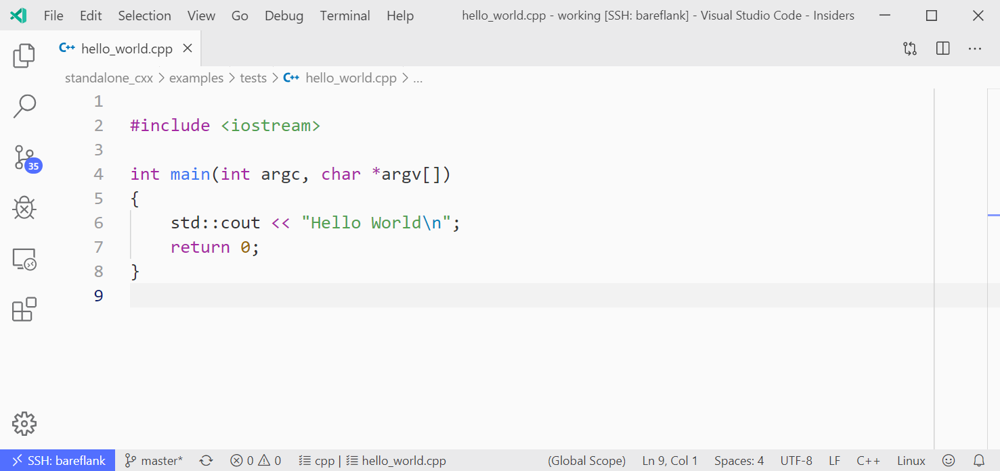 File Edit Selection View Go Debug Terminal Help hello_world.cpp - working [SSH: bareflank] - Visual Studio Code - Insiders
C++ hello_world.cpp
standalone_cxx > examples > tests > C++ hello_world.cpp > ...
1
2 #include <iostream>
3
4 int main(int argc, char *argv[])
5 {
6     std::cout << "Hello World\n";
7     return 0;
8 }
9
35
SSH: bareflank master* 0 0 cpp | hello_world.cpp (Global Scope) Ln 9, Col 1 Spaces: 4 UTF-8 LF C++ Linux